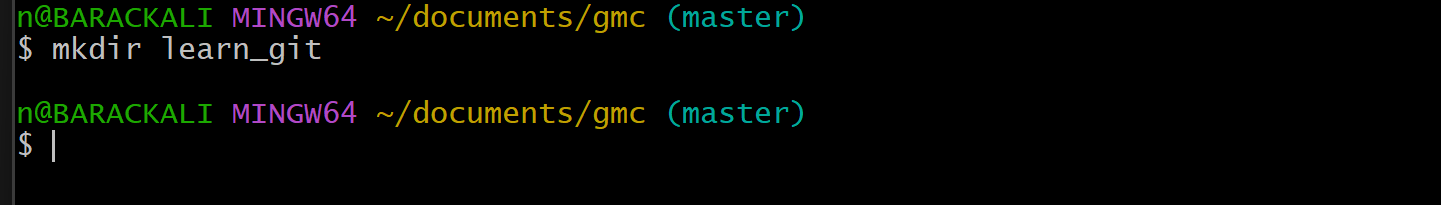 n@BARACKALI MINGW64 ~/documents/gmc (master)
$ mkdir learn_git
n@BARACKALI MINGW64 ~/documents/gmc (master)
$